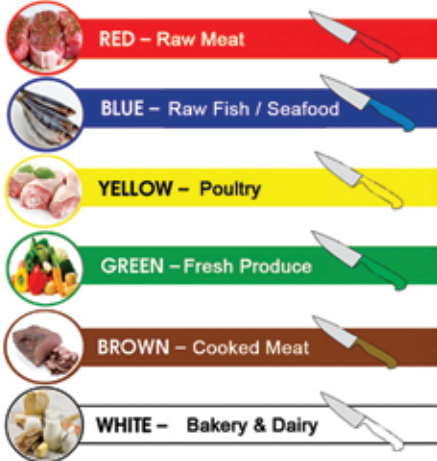 RED – Raw Meat
BLUE – Raw Fish / Seafood
YELLOW – Poultry
GREEN – Fresh Produce
BROWN – Cooked Meat
WHITE – Bakery & Dairy